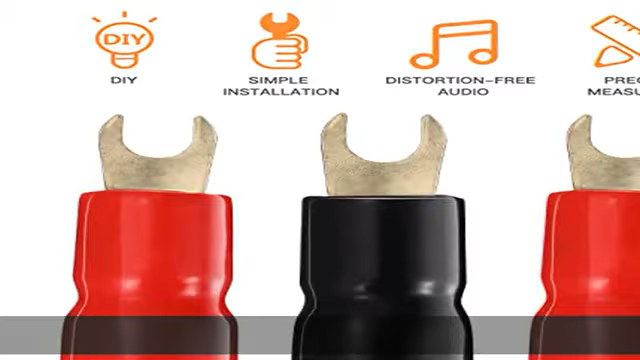 DIY
DIY
SIMPLE
INSTALLATION
DISTORTION-FREE
AUDIO